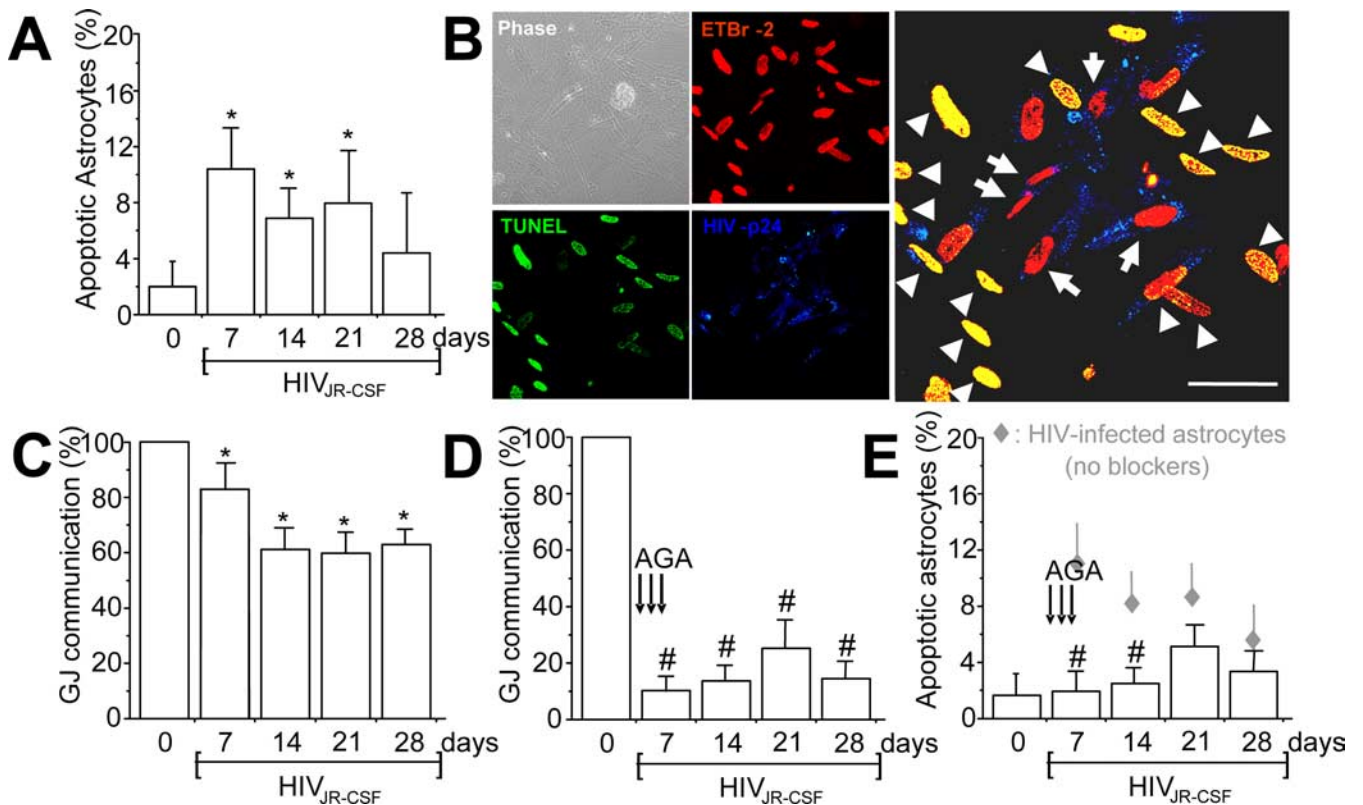 A
Apoptotic Astrocytes (%)
20
16
12
8
4
0
*
*
*
0 7 14 21 28 days
HIVJR-CSF
B
Phase
ETBr -2
TUNEL
HIV -p24
C
GJ communication (%)
100
80
60
40
20
0
*
*
*
*
0 7 14 21 28 days
HIVJR-CSF
D
GJ communication (%)
100
80
60
40
20
0
AGA
#
#
#
#
0 7 14 21 28 days
HIVJR-CSF
E
Apoptotic astrocytes (%)
20
16
12
8
4
0
: HIV-infected astrocytes
(no blockers)
AGA
#
#
0 7 14 21 28 days
HIVJR-CSF